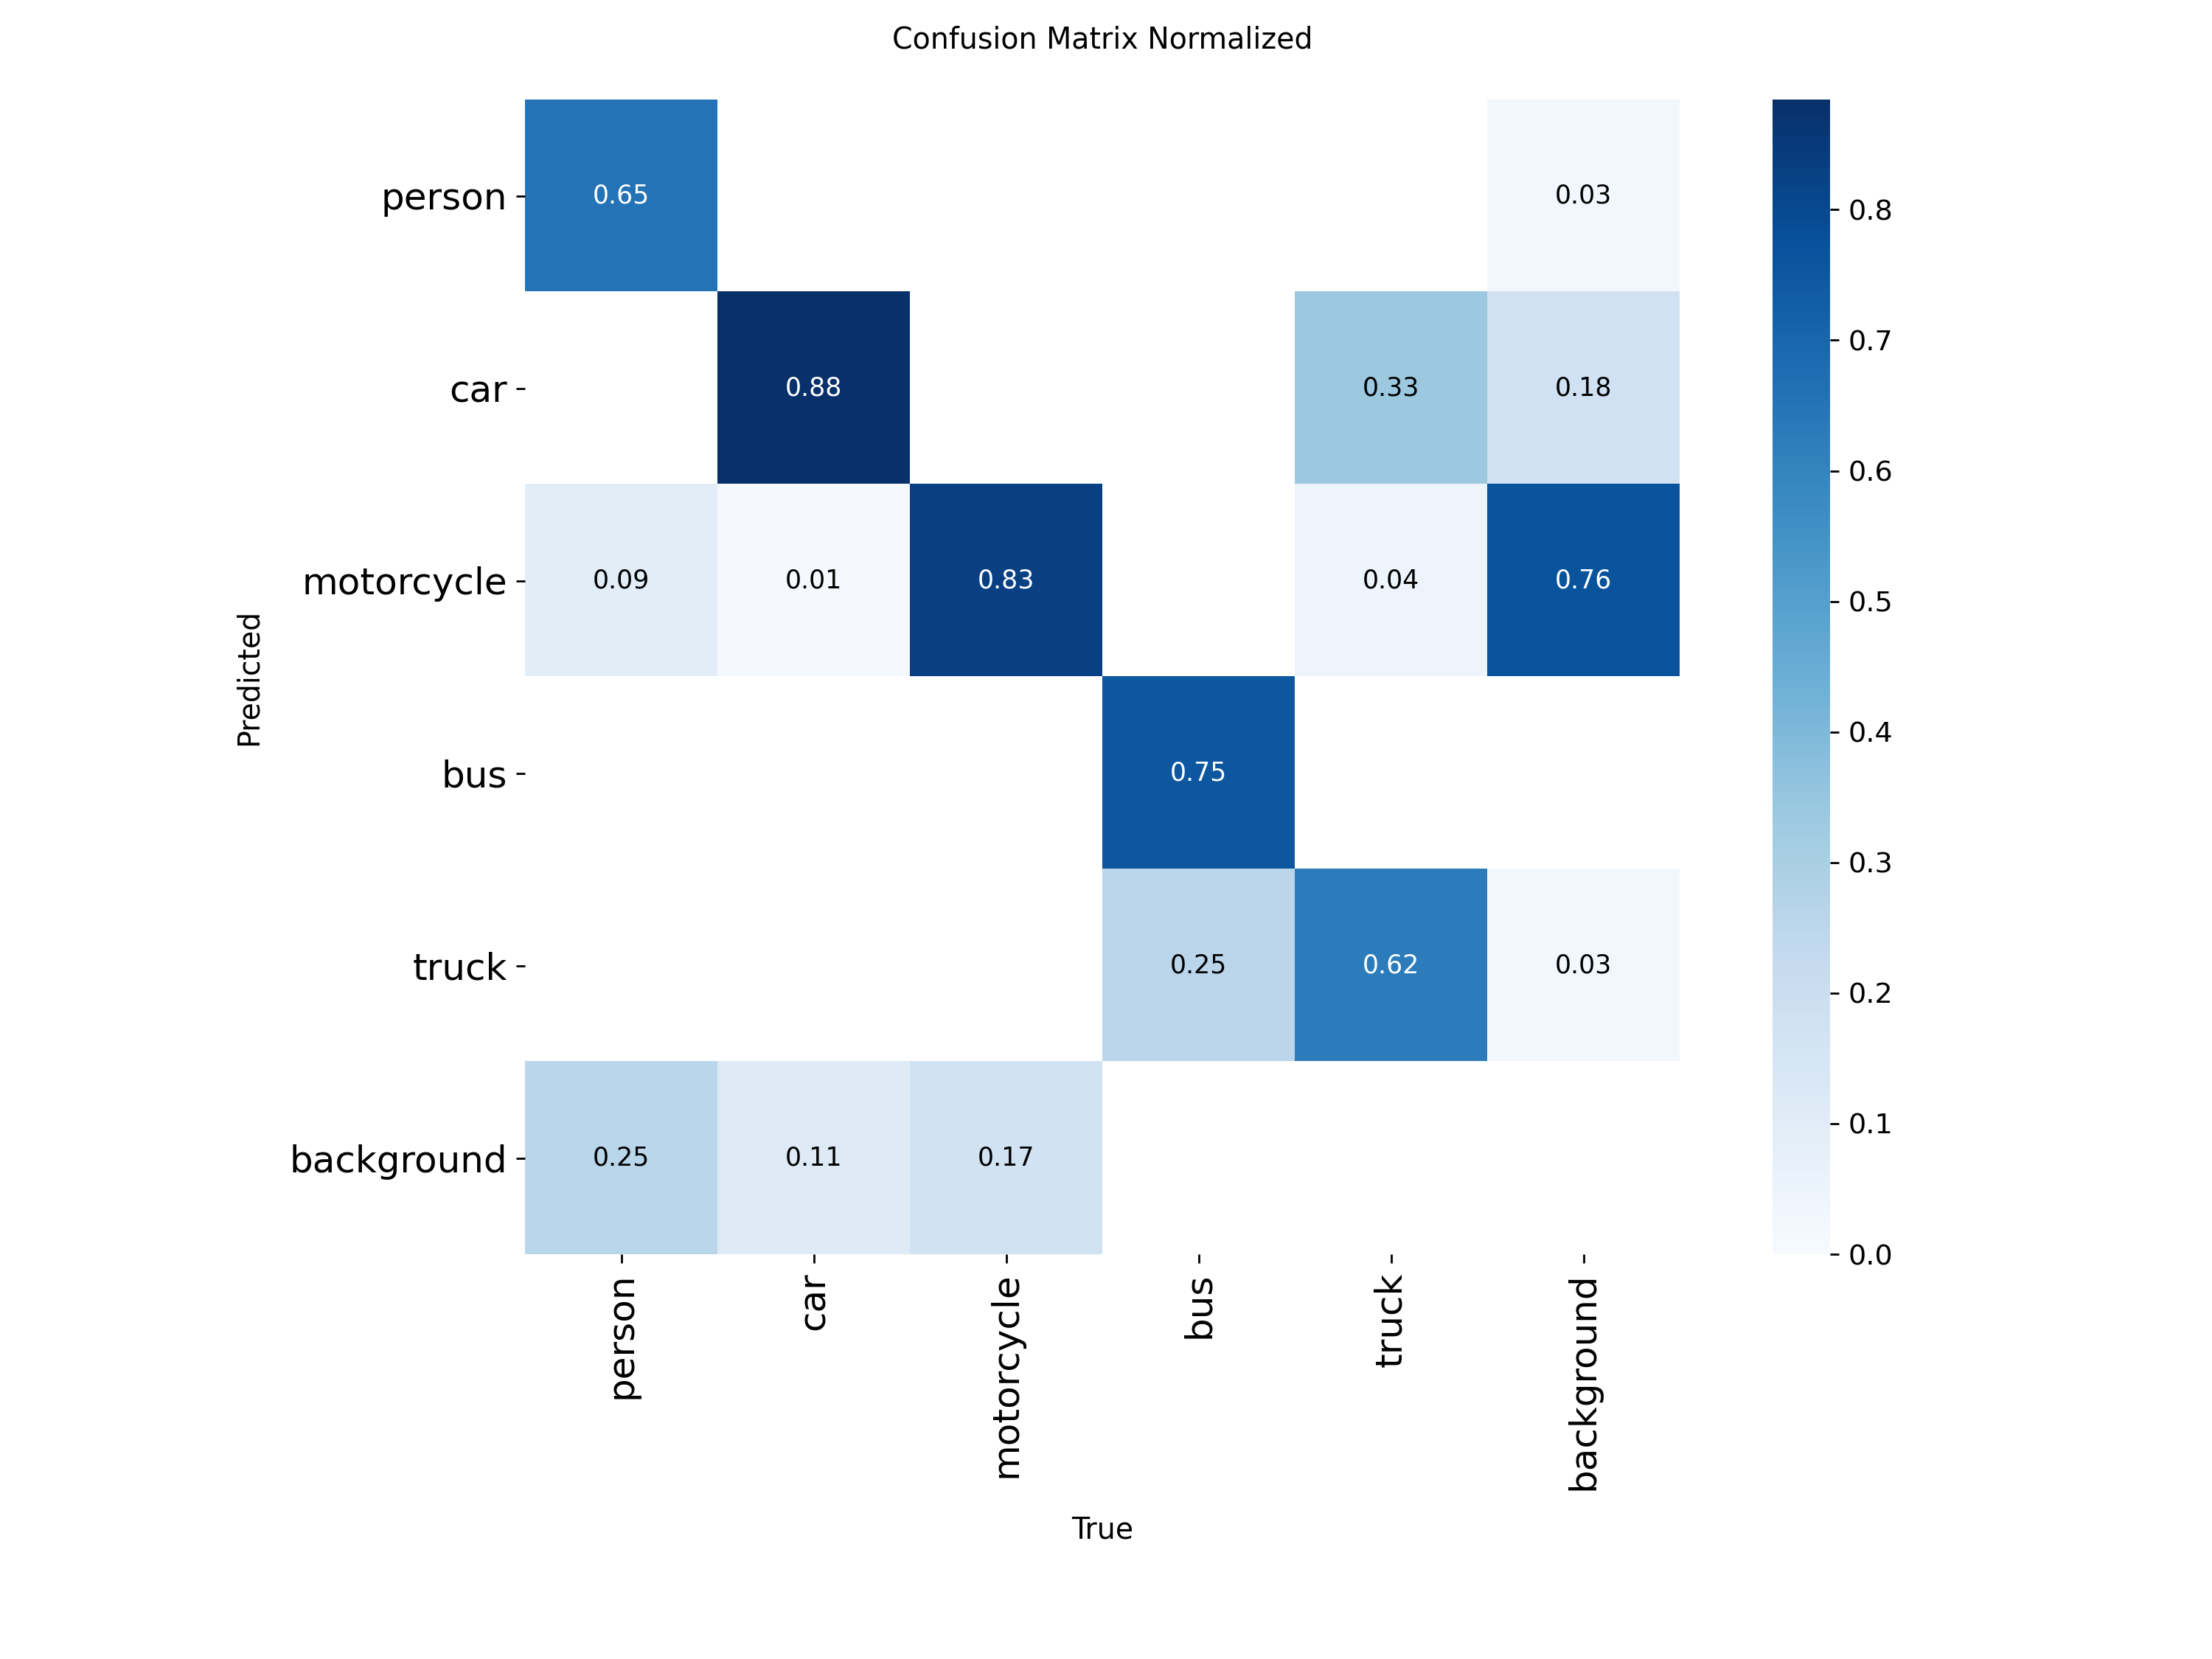 Confusion Matrix Normalized
person
0.65
0.03
car
0.88
0.33
0.18
motorcycle
0.09
0.01
0.83
0.04
0.76
bus
0.75
truck
0.25
0.62
0.03
background
0.25
0.11
0.17
Predicted
person
car
motorcycle
bus
truck
background
True
0.8
0.7
0.6
0.5
0.4
0.3
0.2
0.1
0.0